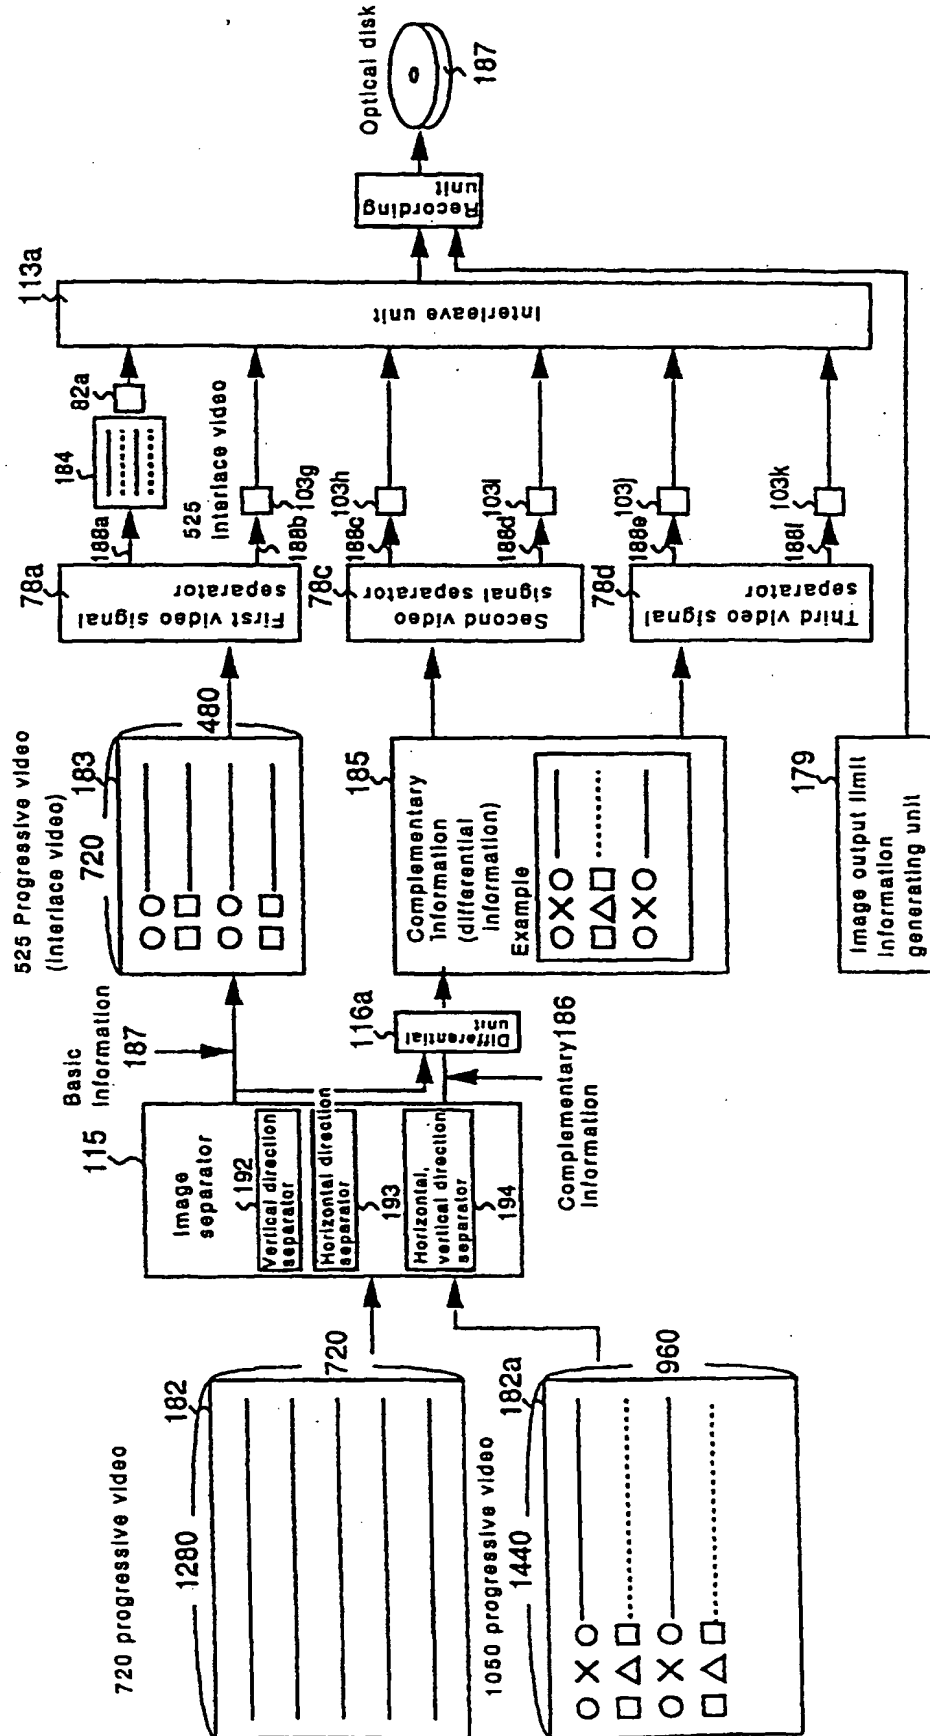 720 progressive video
1280
182
720
1050 progressive video
1440
182a
960
115
Image
separator
192
Vertical direction
separator
Horizontal direction
separator
193
Horizontal,
vertical direction
separator
194
Basic
Information
187
Complementary
Information
186
116a
Differential
unit
525 Progressive video
(Interlace video)
720
183
480
185
Complementary
Information
(differential
Information)
Example
179
Image output limit
Information
generating unit
78a
First video signal
separator
78c
Second video
signal separator
78d
Third video signal
separator
188a
188b
188c
188d
188e
188f
184
82a
525
Interlace video
103g
103h
103i
103j
103k
113a
Interleave unit
Recording
unit
Optical disk
187